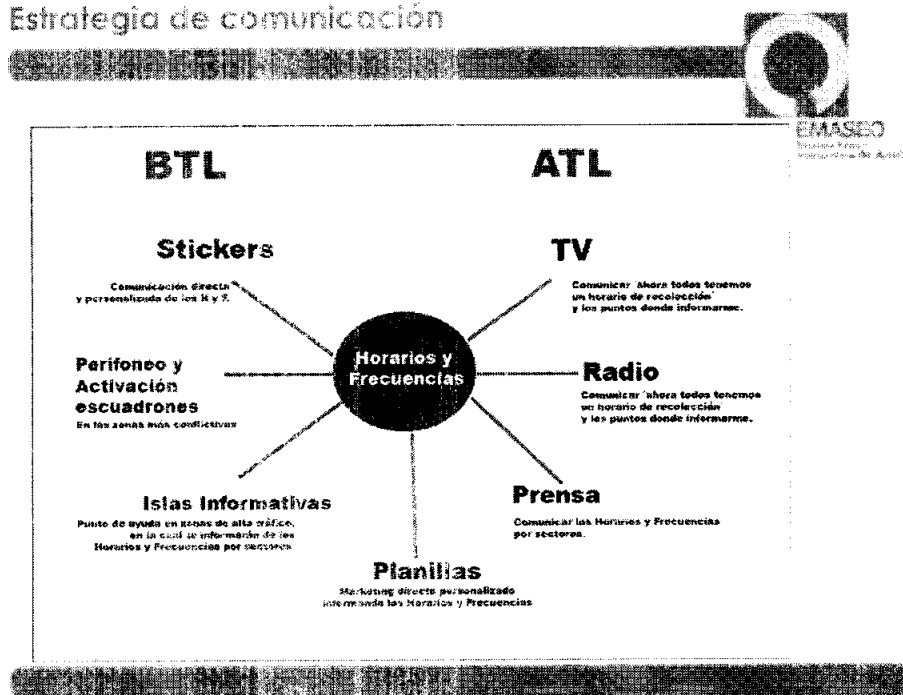 Estrategia de comunicación
EMASEO
BTL
ATL
Stickers
Comunicación directa
y personalizada de los H y F.
TV
Comunicar 'ahora todos tenemos
un horario de recolección'
y los puntos donde informarme.
Horarios y
Frecuencias
Perifoneo y
Activación
escuadrones
En las zonas más conflictivas
Radio
Comunicar 'ahora todos tenemos
un horario de recolección'
y los puntos donde informarme.
Islas Informativas
Punto de ayuda en zonas de alta tráfico,
en la cual se informarán de los
Horarios y Frecuencias por sectores
Prensa
Comunicar los Horarios y Frecuencias
por sectores.
Planillas
Marketing directo personalizado
informando los Horarios y Frecuencias